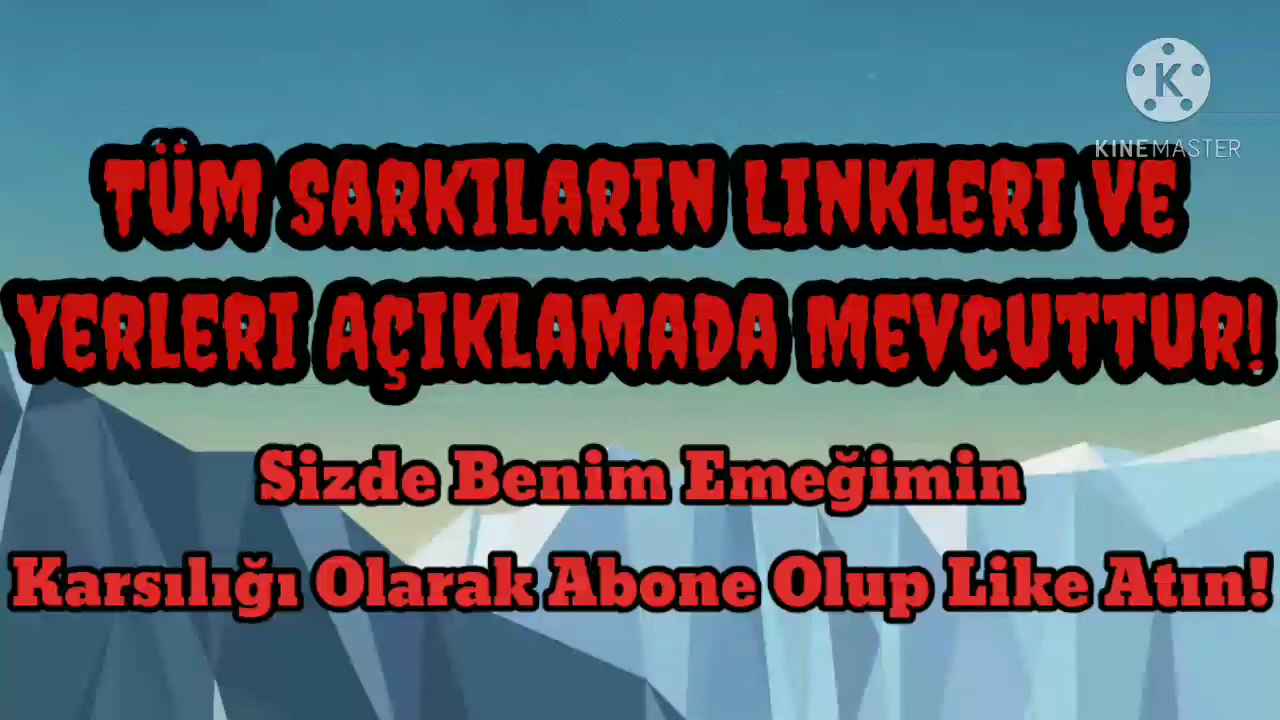 KINEMASTER
TÜM SARKILARIN LINKLERI VE
YERLERI AÇIKLAMADA MEVCUTTUR!
Sizde Benim Emeğimin
Karsılığı Olarak Abone Olup Like Atın!